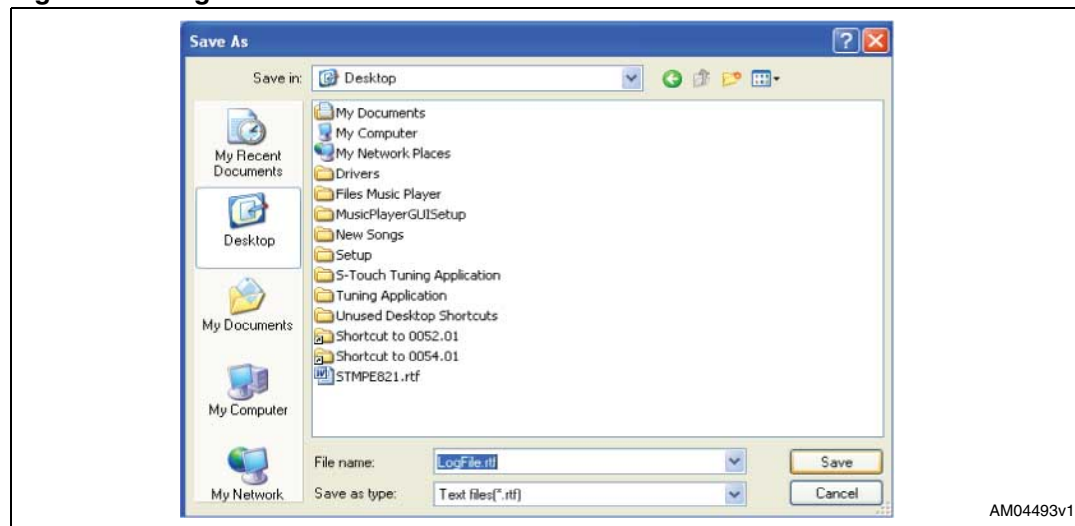 Save As
Save in:
Desktop
My Recent
Documents
Desktop
My Documents
My Computer
My Network
My Documents
My Computer
My Network Places
Drivers
Files Music Player
MusicPlayerGUISetup
New Songs
Setup
S-Touch Tuning Application
Tuning Application
Unused Desktop Shortcuts
Shortcut to 0052.01
Shortcut to 0054.01
STMPE821.rtf
File name:
LogFile.rtf
Save
Save as type:
Text files(*.rtf)
Cancel
AM04493v1